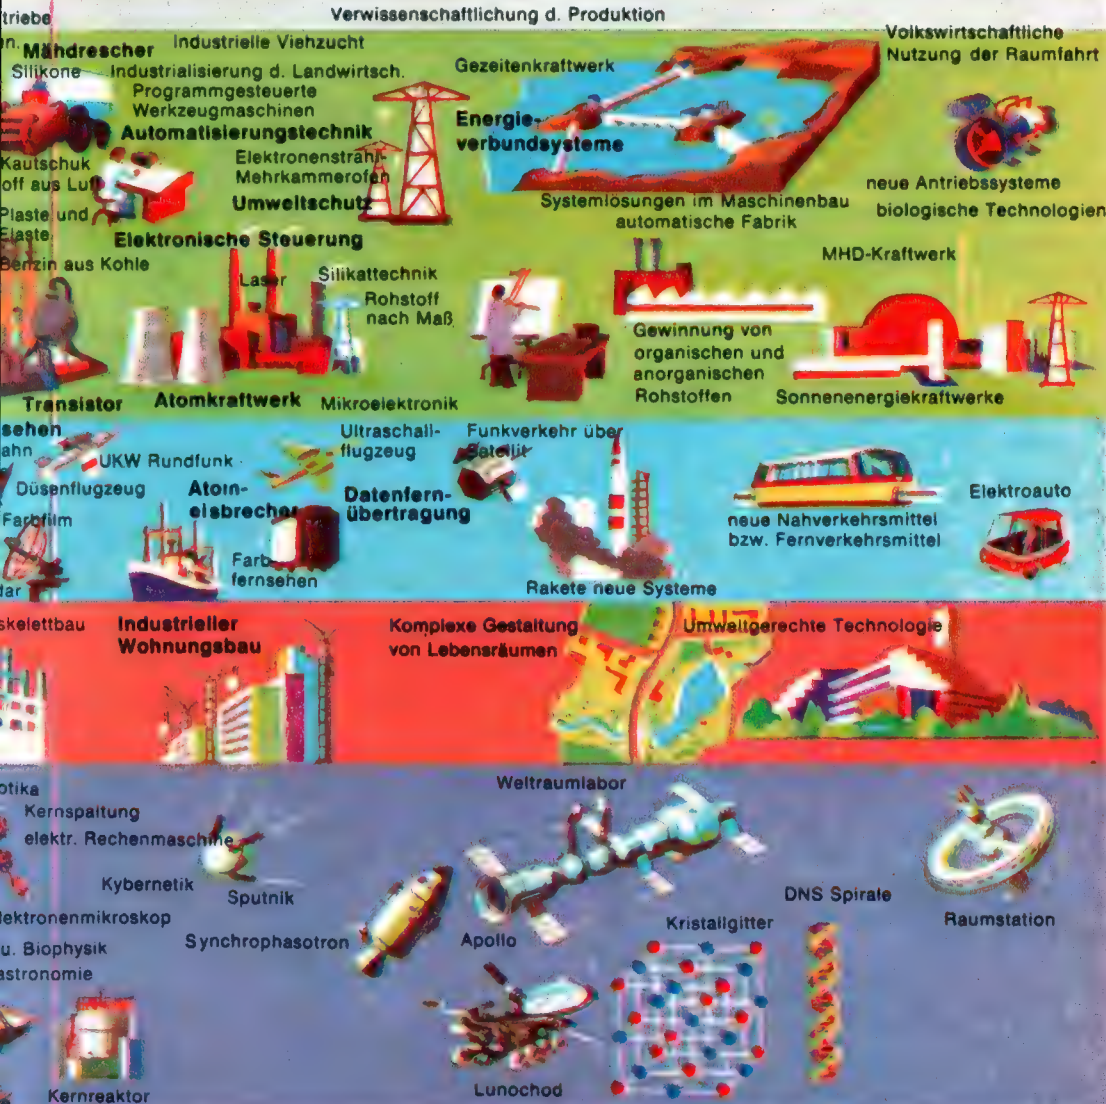 triebe
Verwissenschaftlichung d. Produktion
n.
Mähdrescher
Industrielle Viehzucht
Volkswirtschaftliche
Nutzung der Raumfahrt
Silikone
Industrialisierung d. Landwirtsch.
Programmgesteuerte
Werkzeugmaschinen
Gezeitenkraftwerk
Automatisierungstechnik
Energie-
verbundsysteme
Kautschuk
off aus Luft
Elektronenstrahl-
Mehrkammerofen
Umweltschutz
Plaste und
Elaste
neue Antriebssysteme
biologische Technologien
Systemlösungen im Maschinenbau
automatische Fabrik
Elektronische Steuerung
Benzin aus Kohle
Laser
Silikattechnik
Rohstoff
nach Maß
MHD-Kraftwerk
Gewinnung von
organischen und
anorganischen
Rohstoffen
Sonnenenergiekraftwerke
Transistor
Atomkraftwerk
Mikroelektronik
sehen
ahn
UKW Rundfunk
Ultraschall-
flugzeug
Funkverkehr über
Satellit
Düsenflugzeug
Atom-
eisbrecher
Datenfern-
übertragung
Elektroauto
Farbfilm
neue Nahverkehrsmittel
bzw. Fernverkehrsmittel
dar
Farb
fernsehen
Rakete neue Systeme
skelettbau
Industrieller
Wohnungsbau
Komplexe Gestaltung
von Lebensräumen
Umweltgerechte Technologie
otika
Kernspaltung
elektr. Rechenmaschine
Weltraumlabor
Kybernetik
Sputnik
DNS Spirale
lektronenmikroskop
Synchrophasotron
Apollo
Kristallgitter
Raumstation
u. Biophysik
astronomie
Kernreaktor
Lunochod